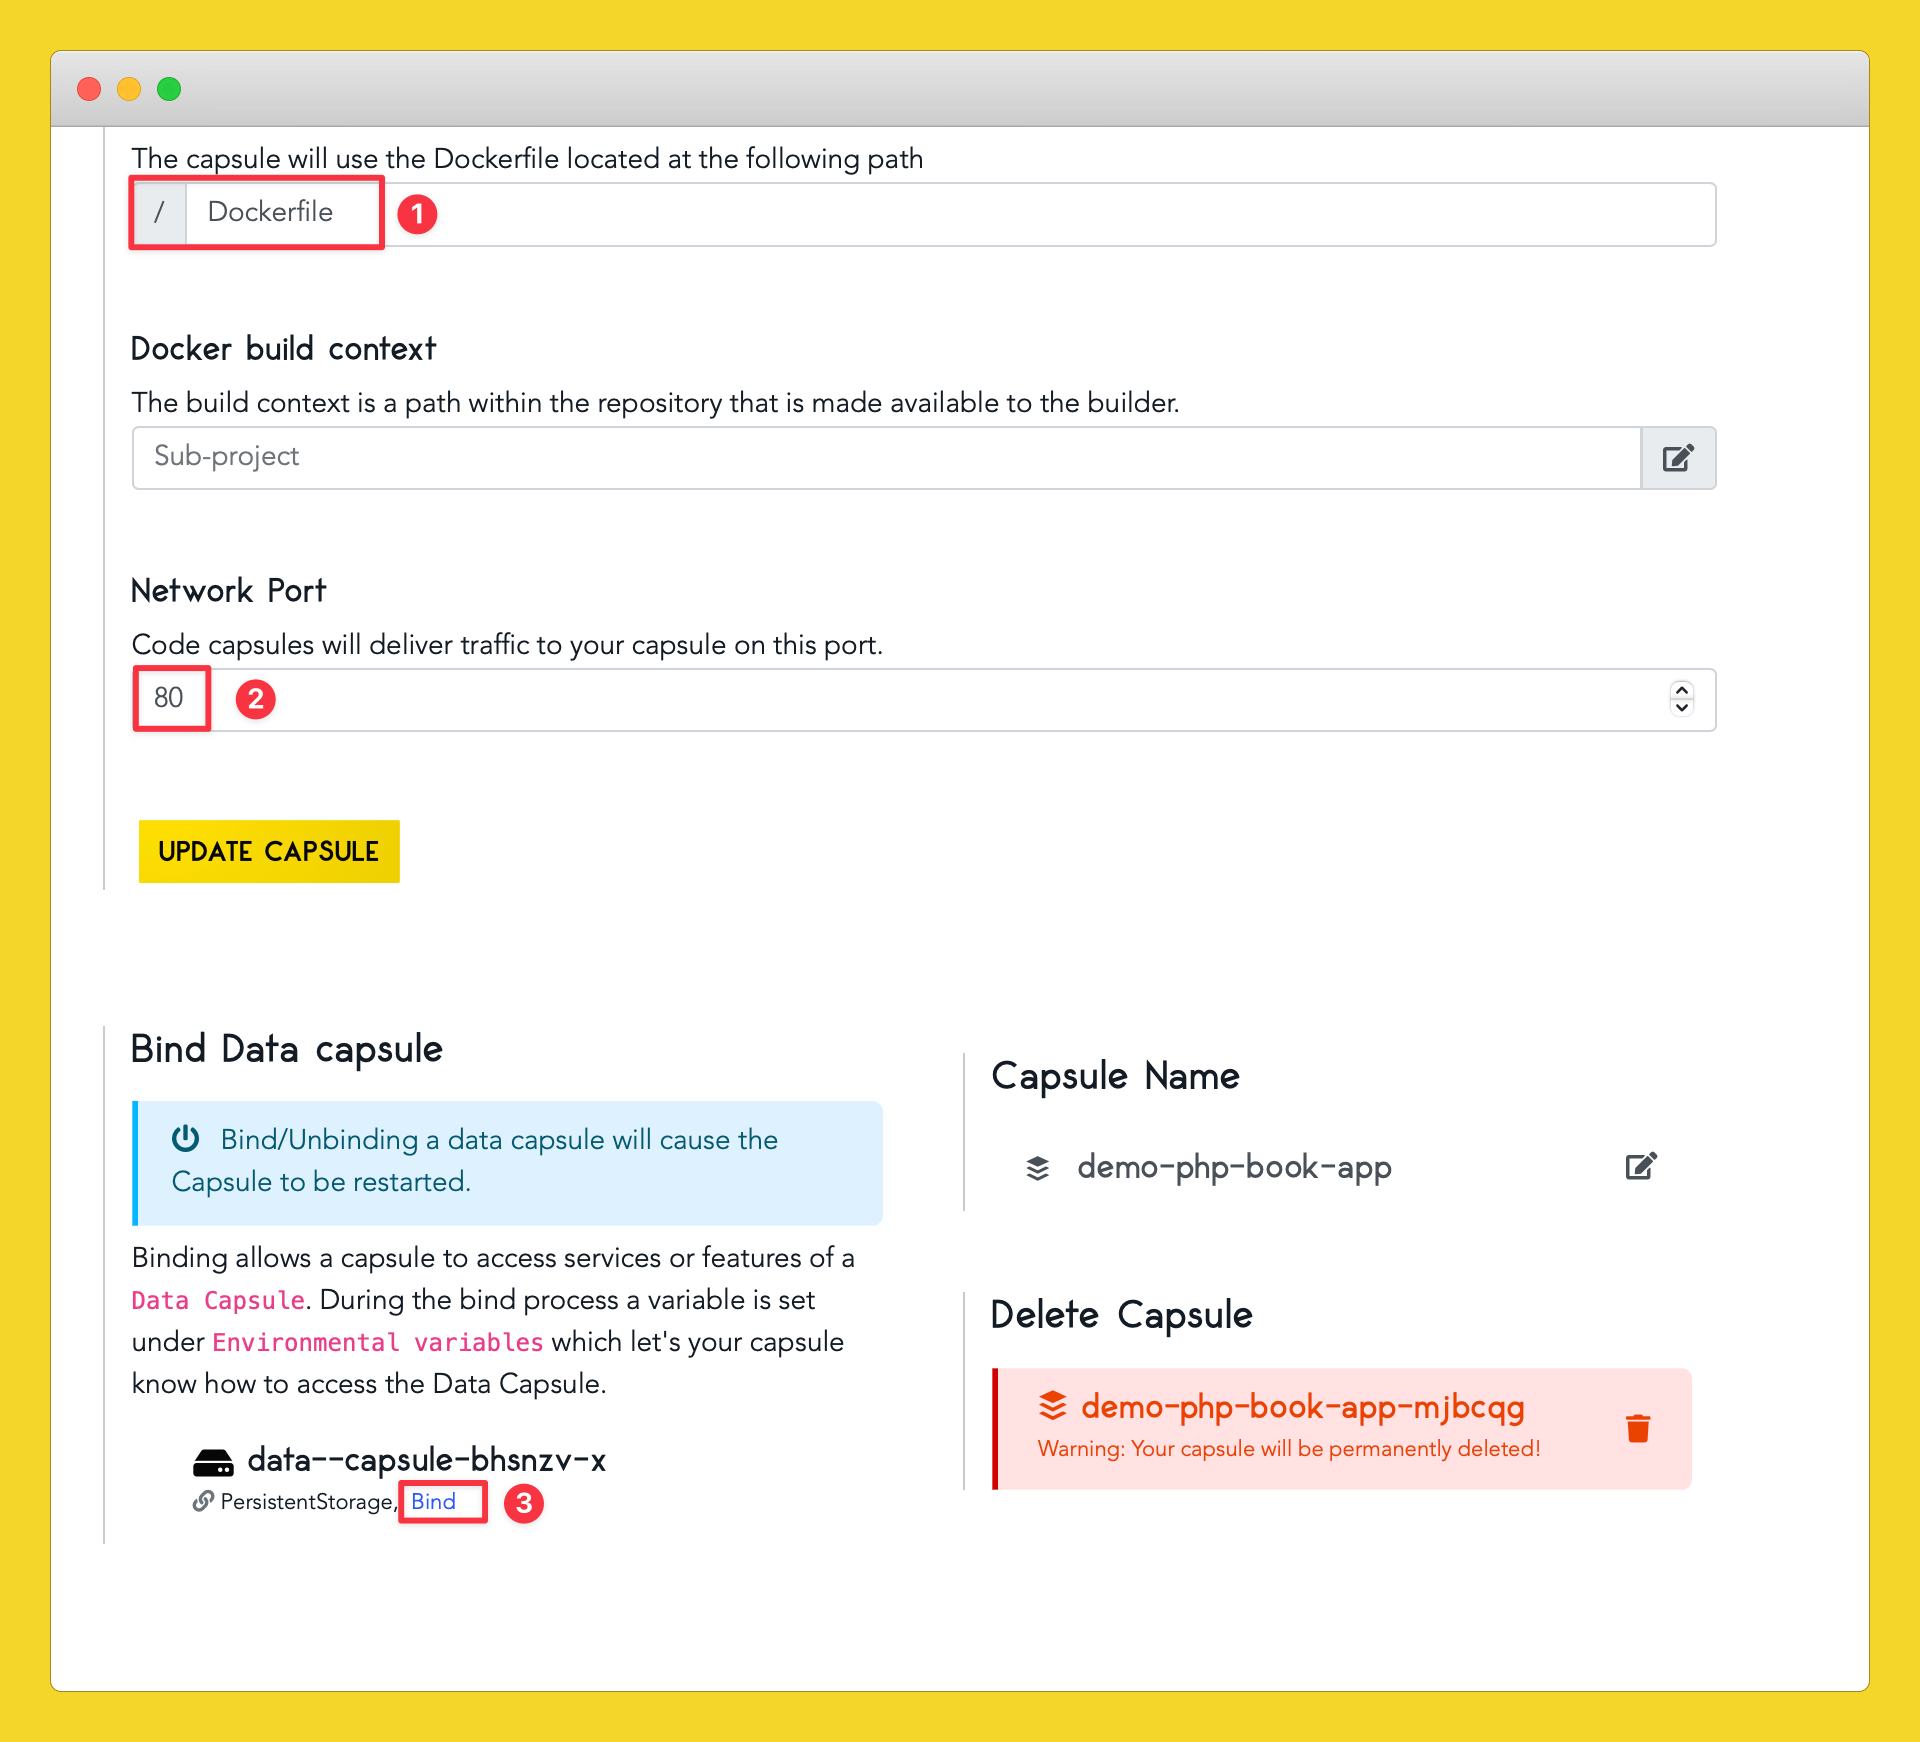 The capsule will use the Dockerfile located at the following path
/ Dockerfile 1
Docker build context
The build context is a path within the repository that is made available to the builder.
Sub-project
Network Port
Code capsules will deliver traffic to your capsule on this port.
80 2
UPDATE CAPSULE
Bind Data capsule
Bind/Unbinding a data capsule will cause the
Capsule to be restarted.
Binding allows a capsule to access services or features of a
Data Capsule. During the bind process a variable is set
under Environmental variables which let's your capsule
know how to access the Data Capsule.
data--capsule-bhsnzv-x
PersistentStorage, Bind 3
Capsule Name
demo-php-book-app
Delete Capsule
demo-php-book-app-mjbcqg
Warning: Your capsule will be permanently deleted!